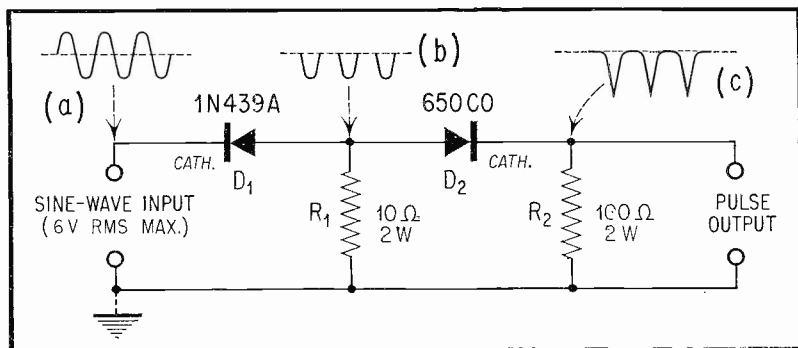 (a)
(b)
(c)
1N439A
650C0
CATH.
D1
D2
CATH.
SINE-WAVE INPUT
(6V RMS MAX.)
R1
10Ω
2W
R2
100Ω
2W
PULSE
OUTPUT